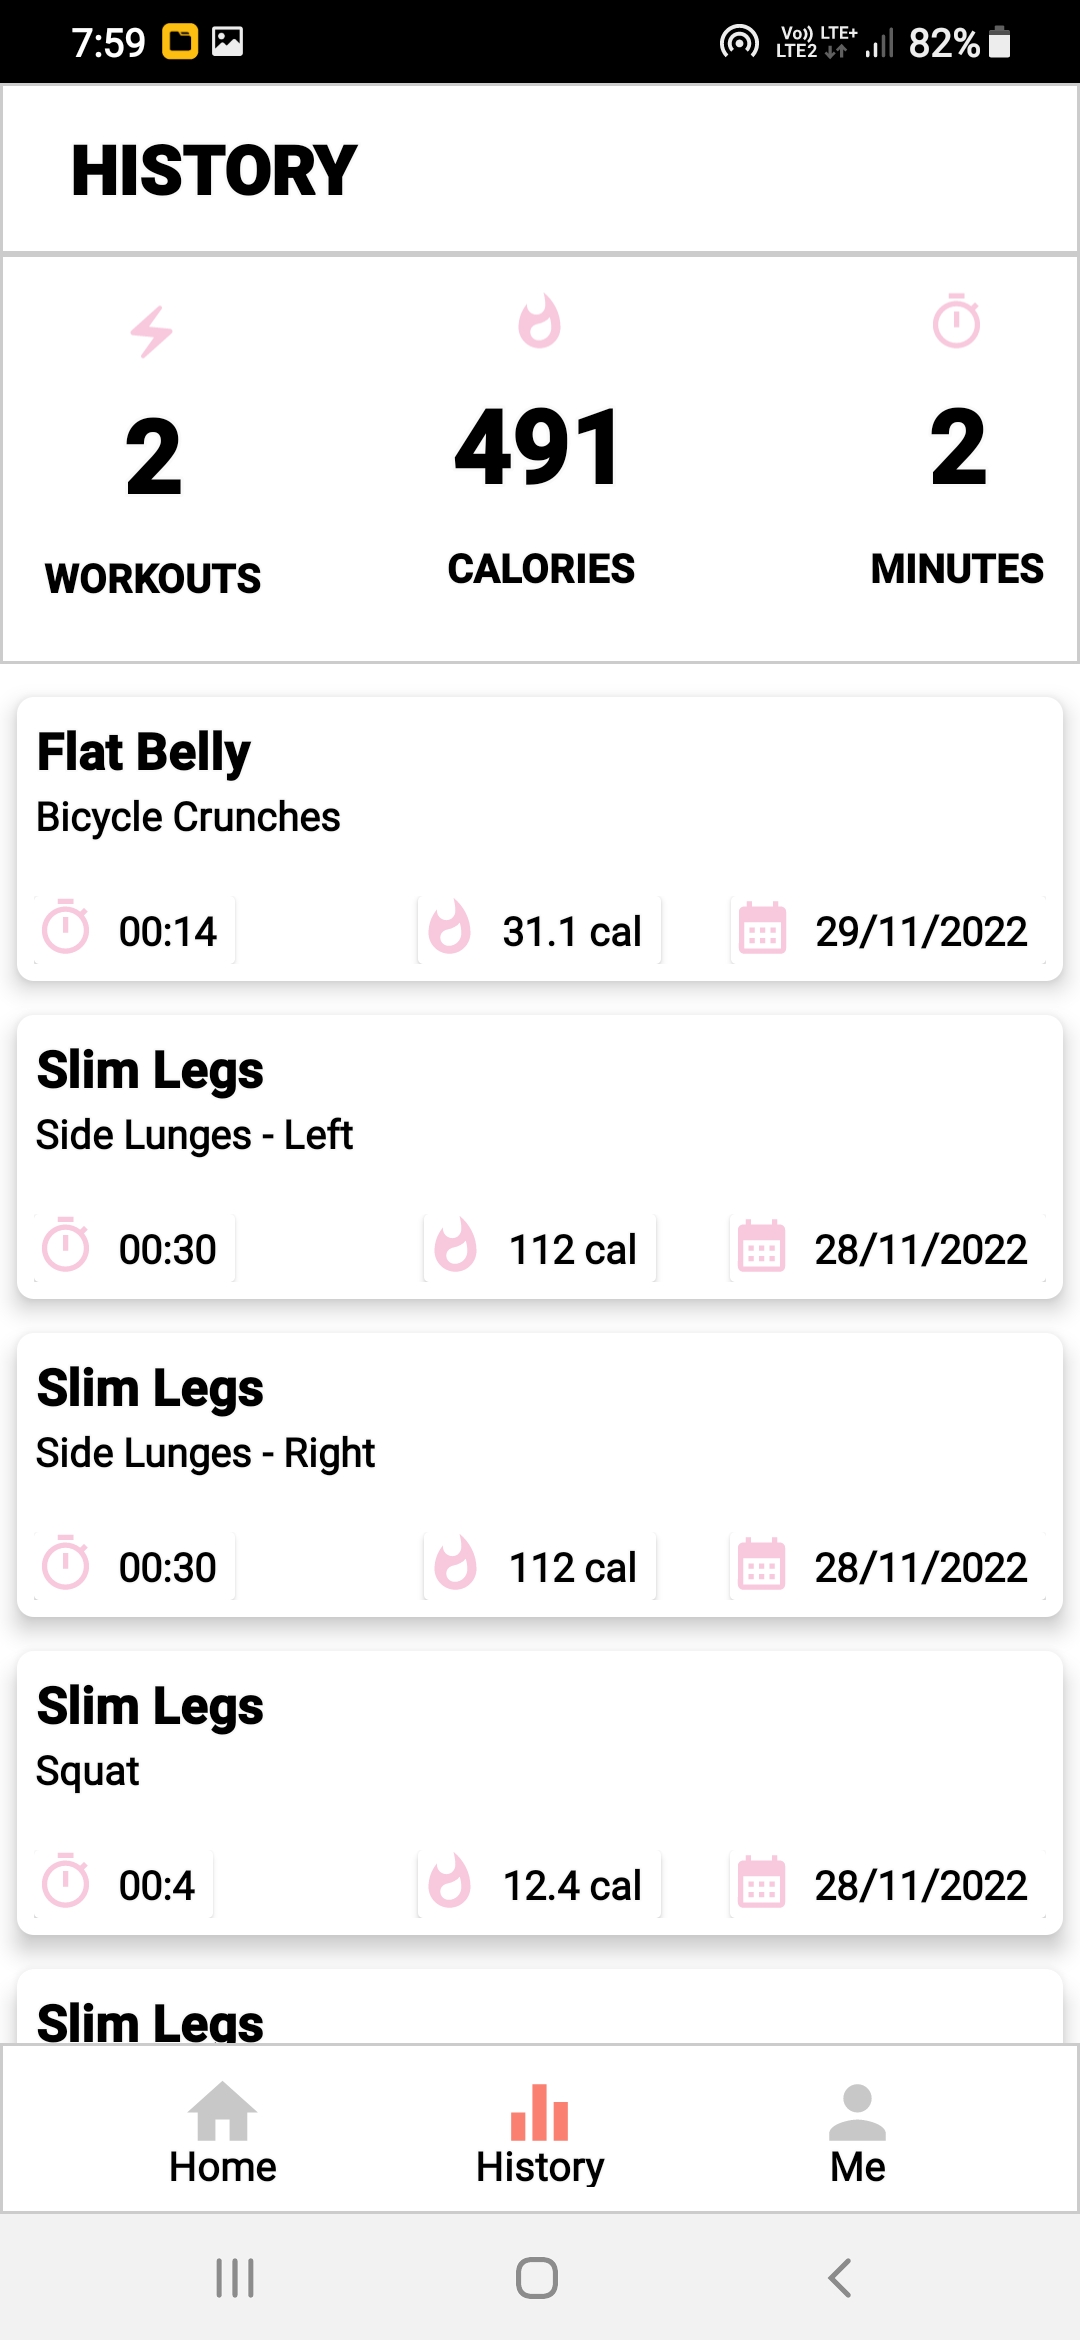 7:59 Vo)) LTE+ LTE2 82%
HISTORY
2 491 2
WORKOUTS CALORIES MINUTES
Flat Belly
Bicycle Crunches
00:14 31.1 cal 29/11/2022
Slim Legs
Side Lunges - Left
00:30 112 cal 28/11/2022
Slim Legs
Side Lunges - Right
00:30 112 cal 28/11/2022
Slim Legs
Squat
00:4 12.4 cal 28/11/2022
Slim Legs
Home History Me